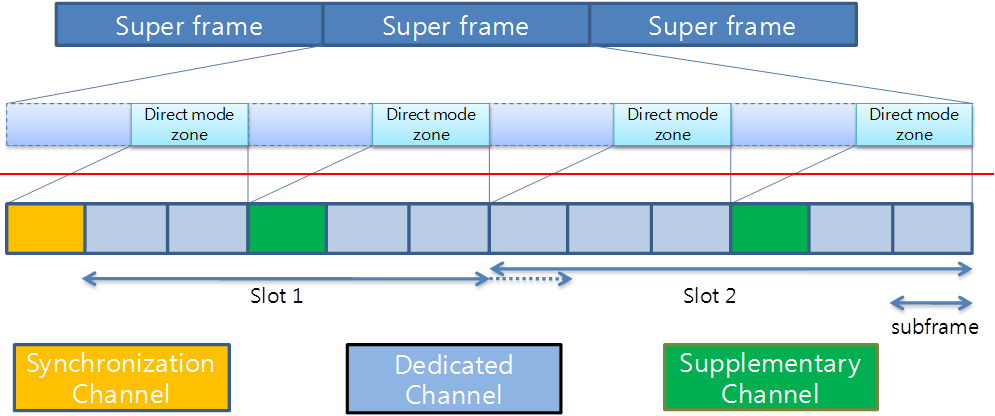 Super frame
Super frame
Super frame
Direct mode
zone
Direct mode
zone
Direct mode
zone
Direct mode
zone
Slot 1
Slot 2
subframe
Synchronization
Channel
Dedicated
Channel
Supplementary
Channel